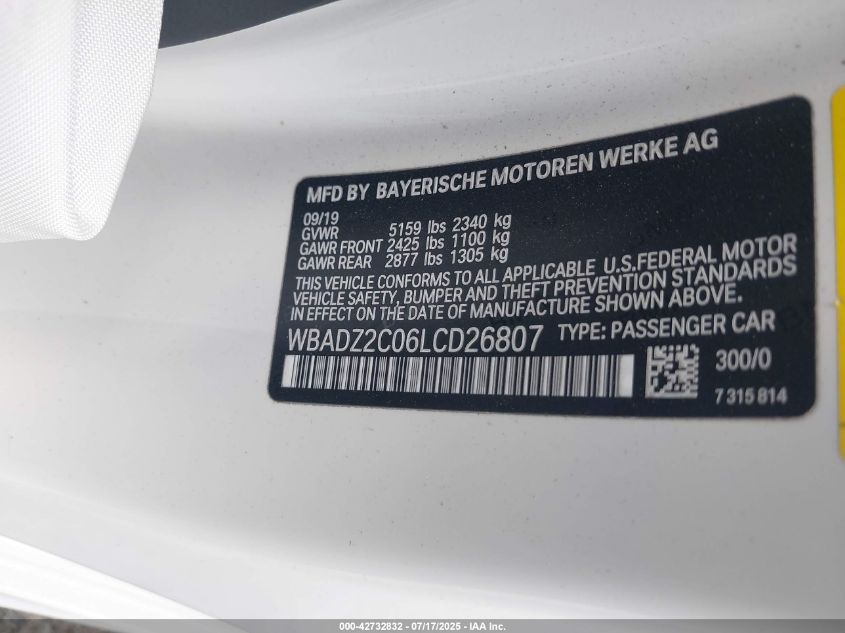 MFD BY BAYERISCHE MOTOREN WERKE AG
09/19
GVWR 5159 lbs 2340 kg
GAWR FRONT 2425 lbs 1100 kg
GAWR REAR 2877 lbs 1305 kg
THIS VEHICLE CONFORMS TO ALL APPLICABLE U.S.FEDERAL MOTOR
VEHICLE SAFETY, BUMPER AND THEFT PREVENTION STANDARDS
IN EFFECT ON THE DATE OF MANUFACTURE SHOWN ABOVE.
WBADZ2C06LCD26807 TYPE: PASSENGER CAR
300/0
7 315 814
000-42732832 / 07/17/2025 - IAA Inc.